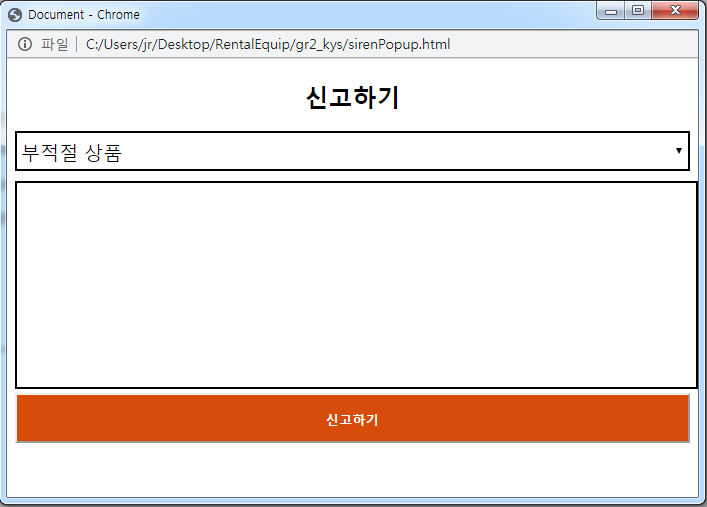 Document - Chrome
파일 C:/Users/jr/Desktop/RentalEquip/gr2_kys/sirenPopup.html
신고하기
부적절 상품
신고하기